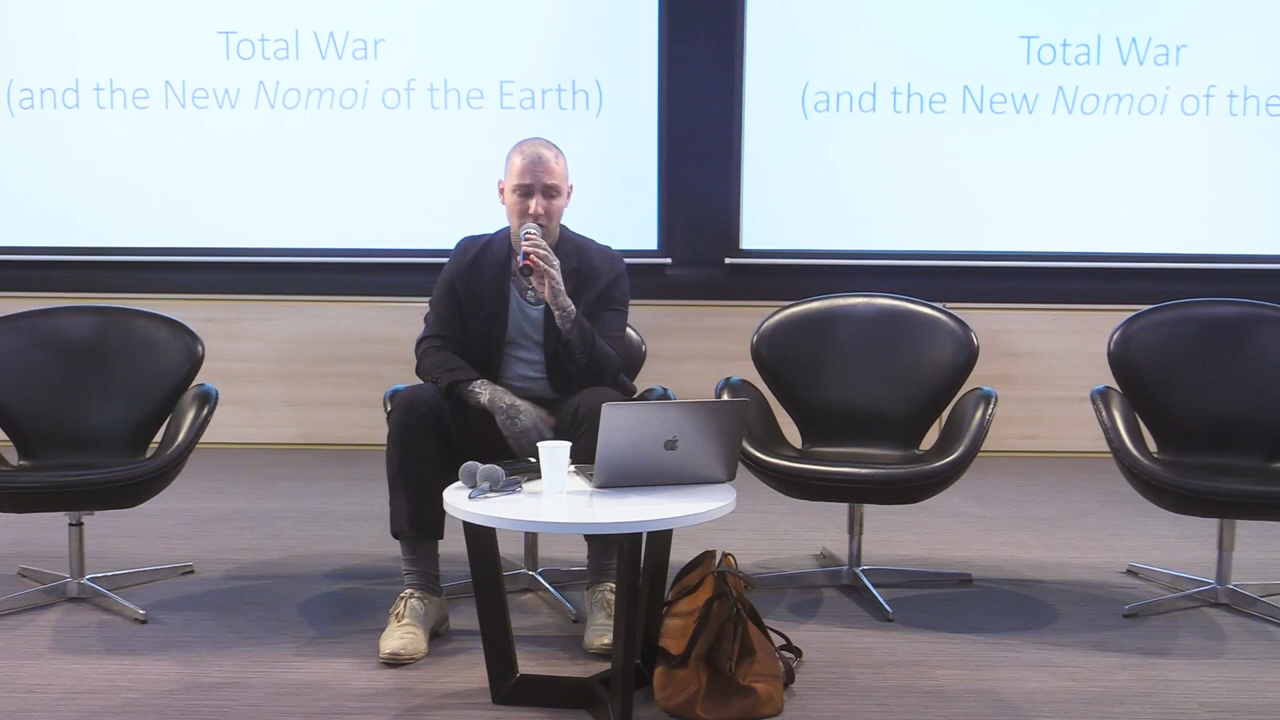 Total War
(and the New Nomoi of the Earth)
Total War
(and the New Nomoi of the